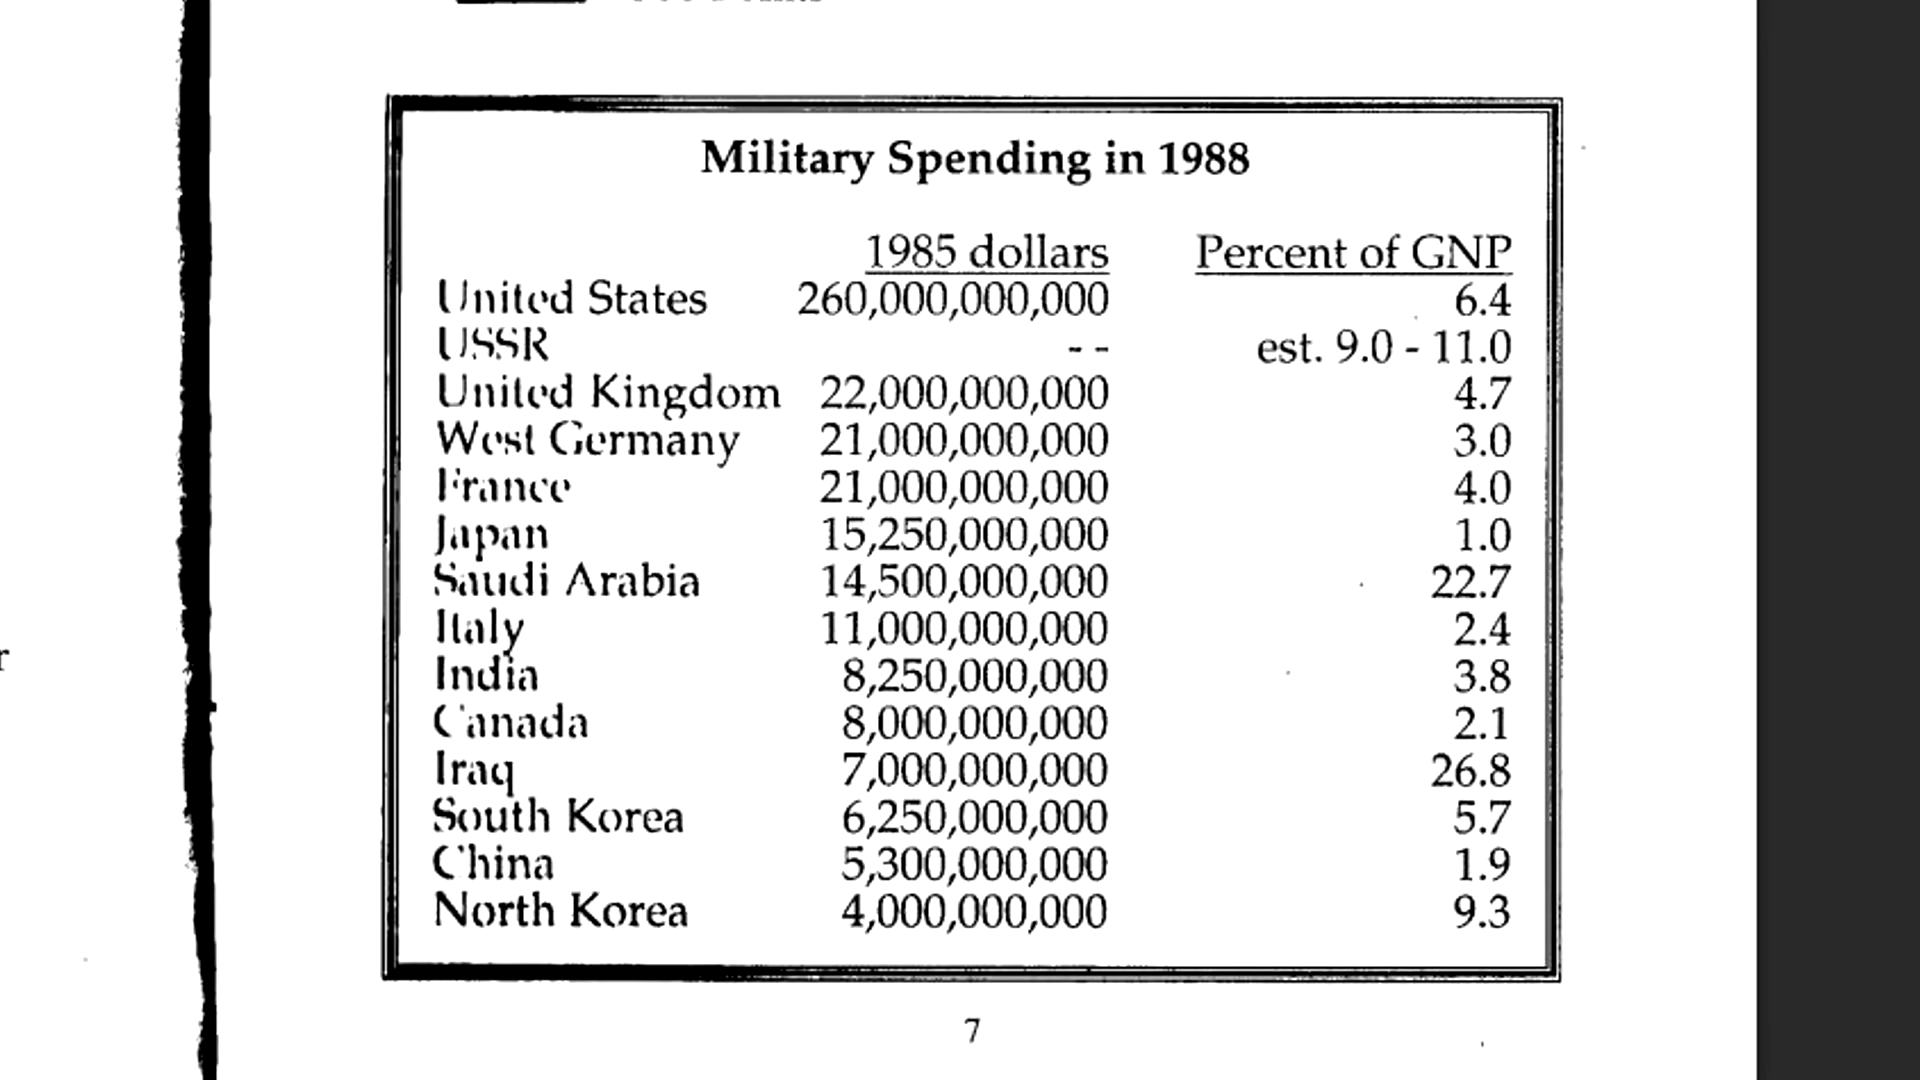 Military Spending in 1988
1985 dollars Percent of GNP
United States 260,000,000,000 6.4
USSR - - est. 9.0 - 11.0
United Kingdom 22,000,000,000 4.7
West Germany 21,000,000,000 3.0
France 21,000,000,000 4.0
Japan 15,250,000,000 1.0
Saudi Arabia 14,500,000,000 22.7
Italy 11,000,000,000 2.4
India 8,250,000,000 3.8
Canada 8,000,000,000 2.1
Iraq 7,000,000,000 26.8
South Korea 6,250,000,000 5.7
China 5,300,000,000 1.9
North Korea 4,000,000,000 9.3
7